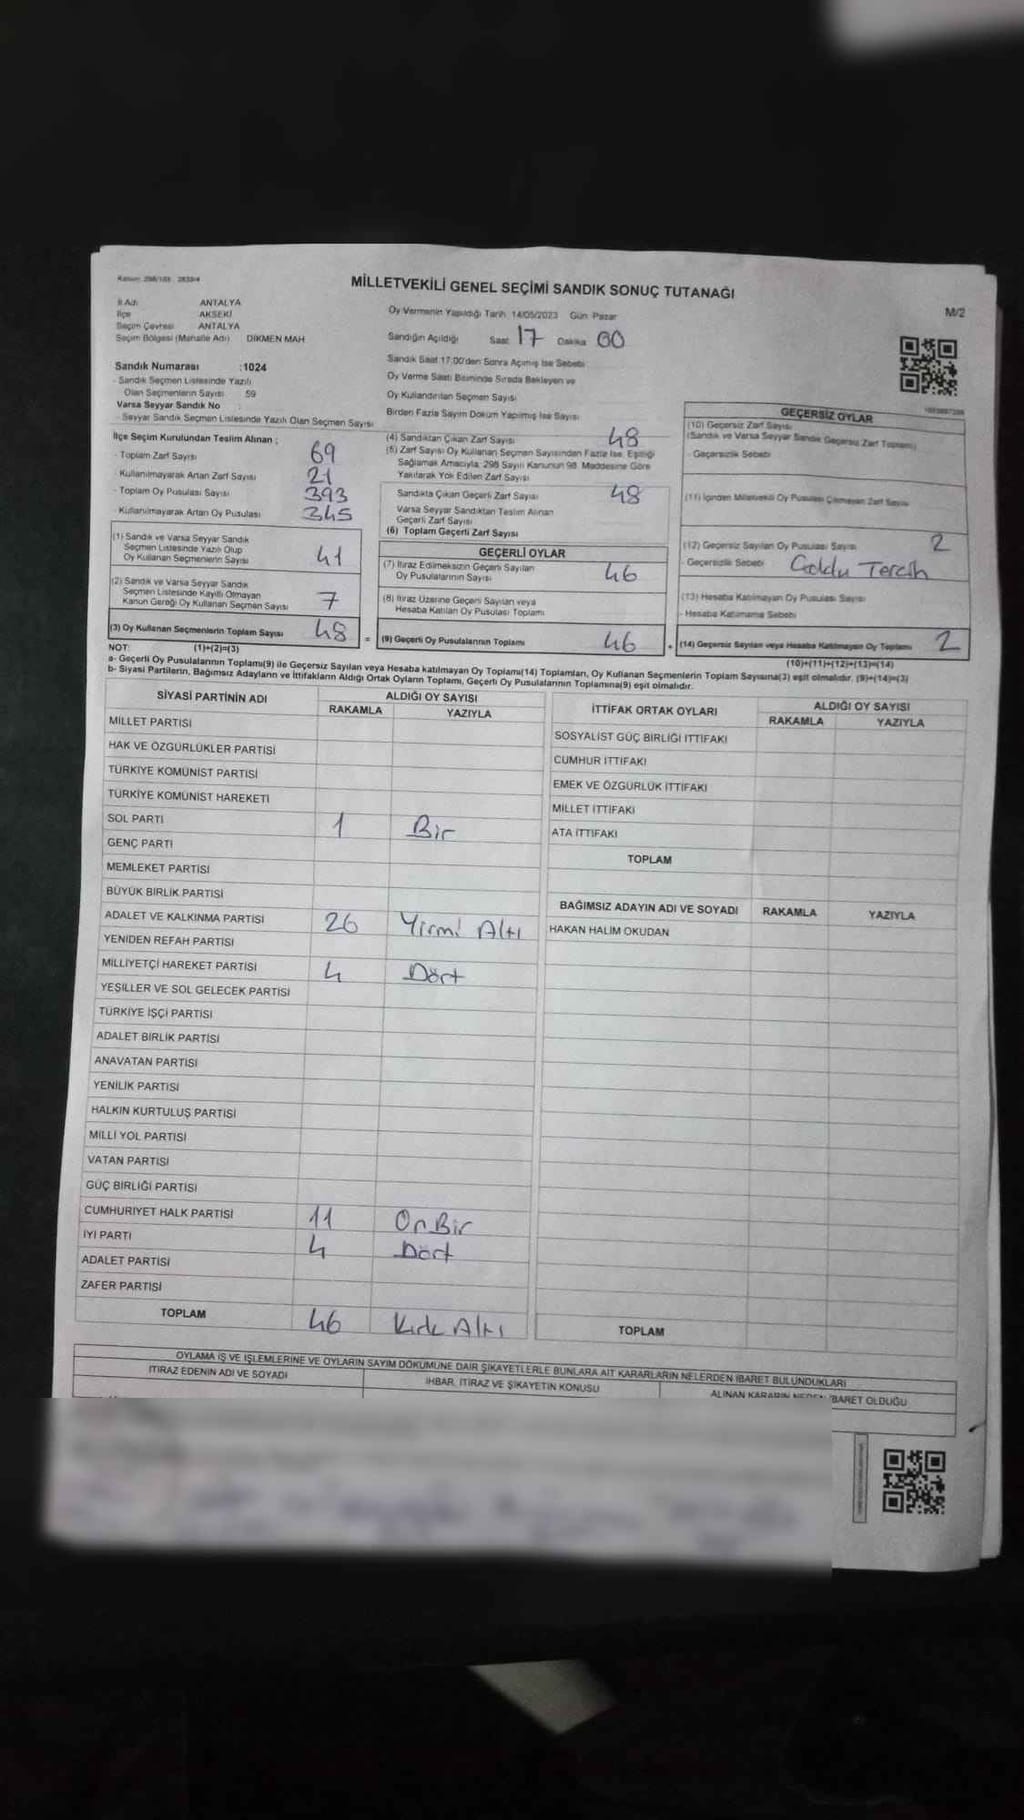 MİLLETVEKİLİ GENEL SEÇİMİ SANDIK SONUÇ TUTANAĞI
M/2
İl Adı ANTALYA
İlçe AKSEKİ
Seçim Çevresi ANTALYA
Seçim Bölgesi (Mahalle Adı) DİKMEN MAH
Sandık Numarası :1024
- Sandık Seçmen Listesinde Yazılı
Olan Seçmenlerin Sayısı 59
Varsa Seyyar Sandık No :
- Seyyar Sandık Seçmen Listesinde Yazılı Olan Seçmen Sayısı
Oy Vermenin Yapıldığı Tarih 14/05/2023 Gün Pazar
Sandığın Açıldığı Saat 17 Dakika 00
Sandık Saat 17:00'den Sonra Açılmış İse Sebebi
Oy Verme Saati Bitiminde Sırada Bekleyen ve
Oy Kullandırılan Seçmen Sayısı
Birden Fazla Sayım Döküm Yapılmış İse Sayısı
İlçe Seçim Kurulundan Teslim Alınan ;
- Toplam Zarf Sayısı 69
- Kullanılmayarak Artan Zarf Sayısı 21
- Toplam Oy Pusulası Sayısı 393
- Kullanılmayarak Artan Oy Pusulası 345
(1) Sandık ve Varsa Seyyar Sandık
Seçmen Listesinde Yazılı Olup
Oy Kullanan Seçmenlerin Sayısı 41
(2) Sandık ve Varsa Seyyar Sandık
Seçmen Listesinde Kayıtlı Olmayan
Kanun Gereği Oy Kullanan Seçmen Sayısı 7
(3) Oy Kullanan Seçmenlerin Toplam Sayısı 48
(4) Sandıktan Çıkan Zarf Sayısı 48
(5) Zarf Sayısı Oy Kullanan Seçmen Sayısından Fazla İse, Eşitliği
Sağlamak Amacıyla, 298 Sayılı Kanunun 98. Maddesine Göre
Yakılarak Yok Edilen Zarf Sayısı
Sandıkta Çıkan Geçerli Zarf Sayısı 48
Varsa Seyyar Sandıktan Teslim Alınan
Geçerli Zarf Sayısı
(6) Toplam Geçerli Zarf Sayısı
GEÇERLİ OYLAR
(7) İtiraz Edilmeksizin Geçerli Sayılan
Oy Pusulalarının Sayısı 46
(8) İtiraz Üzerine Geçerli Sayılan veya
Hesaba Katılan Oy Pusulası Toplamı
= (9) Geçerli Oy Pusulalarının Toplamı 46
GEÇERSİZ OYLAR
(10) Geçersiz Zarf Sayısı
(Sandık ve Varsa Seyyar Sandık Geçersiz Zarf Toplamı)
- Geçersizlik Sebebi
(11) İçinden Milletvekili Oy Pusulası Çıkmayan Zarf Sayısı
(12) Geçersiz Sayılan Oy Pusulası Sayısı 2
- Geçersizlik Sebebi Coklu Tercih
(13) Hesaba Katılmayan Oy Pusulası Sayısı
- Hesaba Katılmama Sebebi
+ (14) Geçersiz Sayılan veya Hesaba Katılmayan Oy Toplamı 2
NOT: (1)+(2)=(3)
(10)+(11)+(12)+(13)=(14)
a- Geçerli Oy Pusulalarının Toplamı(9) ile Geçersiz Sayılan veya Hesaba katılmayan Oy Toplamı(14) Toplamları, Oy Kullanan Seçmenlerin Toplam Sayısına(3) eşit olmalıdır. (9)+(14)=(3)
b- Siyasi Partilerin, Bağımsız Adayların ve İttifakların Aldığı Ortak Oyların Toplamı, Geçerli Oy Pusulalarının Toplamına(9) eşit olmalıdır.
SİYASİ PARTİNİN ADI ALDIĞI OY SAYISI
RAKAMLA YAZIYLA
MİLLET PARTİSİ
HAK VE ÖZGÜRLÜKLER PARTİSİ
TÜRKİYE KOMÜNİST PARTİSİ
TÜRKİYE KOMÜNİST HAREKETİ
SOL PARTİ 1 Bir
GENÇ PARTİ
MEMLEKET PARTİSİ
BÜYÜK BİRLİK PARTİSİ
ADALET VE KALKINMA PARTİSİ 26 Yirmi Altı
YENİDEN REFAH PARTİSİ
MİLLİYETÇİ HAREKET PARTİSİ 4 Dört
YEŞİLLER VE SOL GELECEK PARTİSİ
TÜRKİYE İŞÇİ PARTİSİ
ADALET BİRLİK PARTİSİ
ANAVATAN PARTİSİ
YENİLİK PARTİSİ
HALKIN KURTULUŞ PARTİSİ
MİLLİ YOL PARTİSİ
VATAN PARTİSİ
GÜÇ BİRLİĞİ PARTİSİ
CUMHURİYET HALK PARTİSİ 11 OnBir
İYİ PARTİ 4 Dört
ADALET PARTİSİ
ZAFER PARTİSİ
TOPLAM 46 Kırk Altı
İTTİFAK ORTAK OYLARI ALDIĞI OY SAYISI
RAKAMLA YAZIYLA
SOSYALİST GÜÇ BİRLİĞİ İTTİFAKI
CUMHUR İTTİFAKI
EMEK VE ÖZGÜRLÜK İTTİFAKI
MİLLET İTTİFAKI
ATA İTTİFAKI
TOPLAM
BAĞIMSIZ ADAYIN ADI VE SOYADI RAKAMLA YAZIYLA
HAKAN HALİM OKUDAN
TOPLAM
OYLAMA İŞ VE İŞLEMLERİNE VE OYLARIN SAYIM DÖKÜMÜNE DAİR ŞİKAYETLERLE BUNLARA AİT KARARLARIN NELERDEN İBARET BULUNDUKLARI
İTİRAZ EDENİN ADI VE SOYADI
İHBAR, İTİRAZ VE ŞİKAYETİN KONUSU
ALINAN KARARIN NEDEN İBARET OLDUĞU